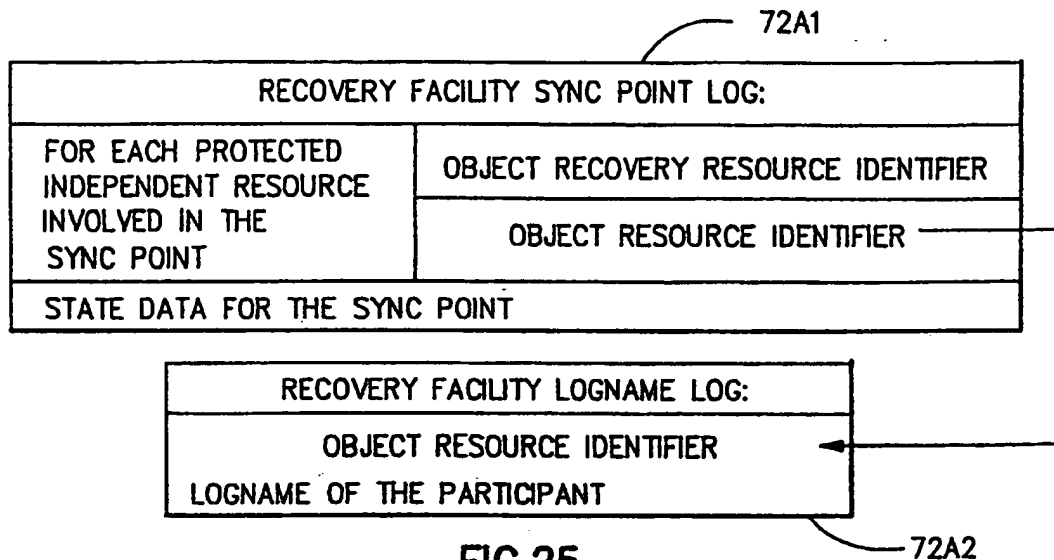 72A1
RECOVERY FACILITY SYNC POINT LOG:
FOR EACH PROTECTED
INDEPENDENT RESOURCE
INVOLVED IN THE
SYNC POINT
OBJECT RECOVERY RESOURCE IDENTIFIER
OBJECT RESOURCE IDENTIFIER
STATE DATA FOR THE SYNC POINT
RECOVERY FACILITY LOGNAME LOG:
OBJECT RESOURCE IDENTIFIER
LOGNAME OF THE PARTICIPANT
72A2
FIG.25